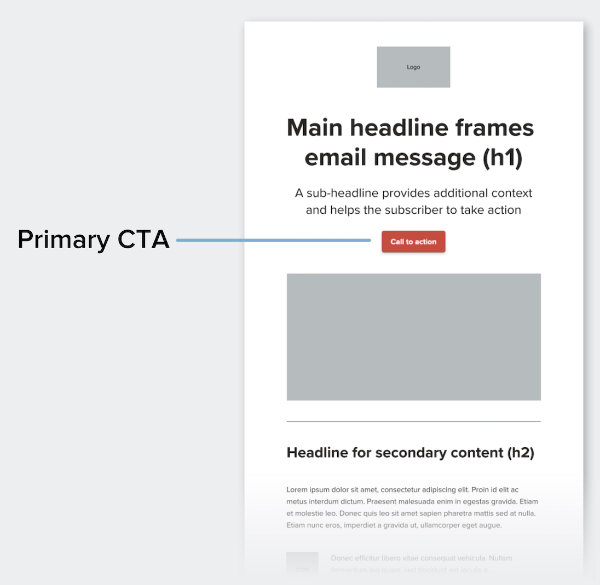 Logo
Main headline frames
email message (h1)
A sub-headline provides additional context
and helps the subscriber to take action
Primary CTA
Call to action
Headline for secondary content (h2)
Lorem ipsum dolor sit amet, consectetur adipiscing elit. Proin id elit ac
metus interdum dictum. Praesent malesuada enim in egestas gravida. Etiam
et molestie leo. Donec quis leo sit amet sapien pharetra mattis sed at nulla.
Etiam nunc eros, imperdiet a gravida ut, ullamcorper eget augue.
Donec efficitur libero vitae consequat vehicula. Nullam